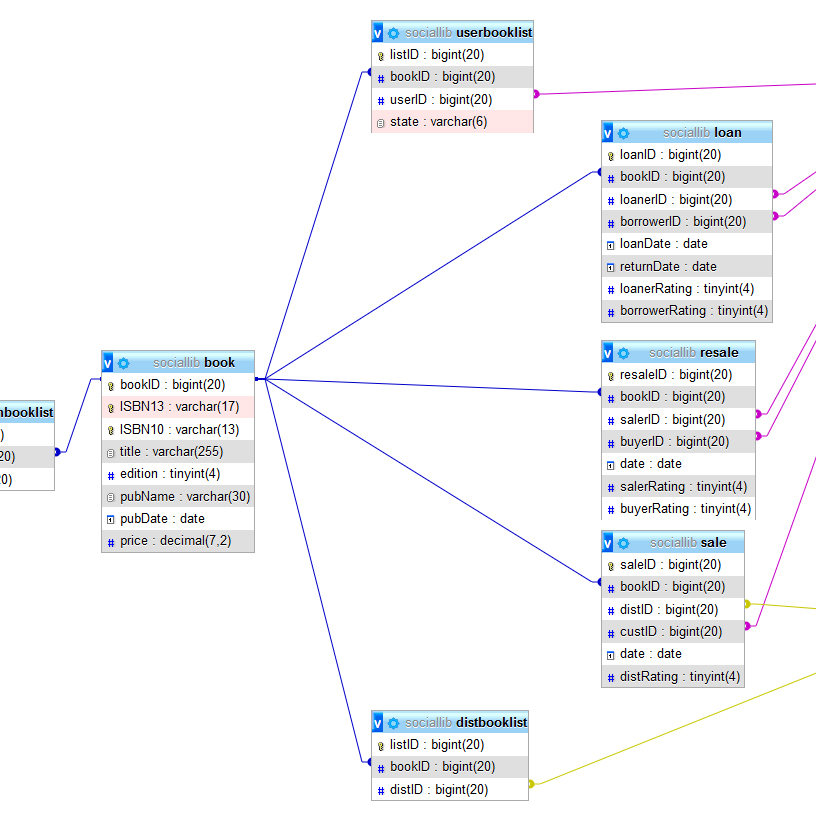 v sociallib userbooklist
listID : bigint(20)
# bookID : bigint(20)
# userID : bigint(20)
state : varchar(6)
v sociallib loan
loanID : bigint(20)
# bookID : bigint(20)
# loanerID : bigint(20)
# borrowerID : bigint(20)
loanDate : date
returnDate : date
# loanerRating : tinyint(4)
# borrowerRating : tinyint(4)
v sociallib book
bookID : bigint(20)
ISBN13 : varchar(17)
ISBN10 : varchar(13)
title : varchar(255)
# edition : tinyint(4)
pubName : varchar(30)
pubDate : date
# price : decimal(7,2)
nbooklist
)
20)
20)
v sociallib resale
resaleID : bigint(20)
# bookID : bigint(20)
# salerID : bigint(20)
# buyerID : bigint(20)
date : date
# salerRating : tinyint(4)
# buyerRating : tinyint(4)
v sociallib sale
saleID : bigint(20)
# bookID : bigint(20)
# distID : bigint(20)
# custID : bigint(20)
date : date
# distRating : tinyint(4)
v sociallib distbooklist
listID : bigint(20)
# bookID : bigint(20)
# distID : bigint(20)